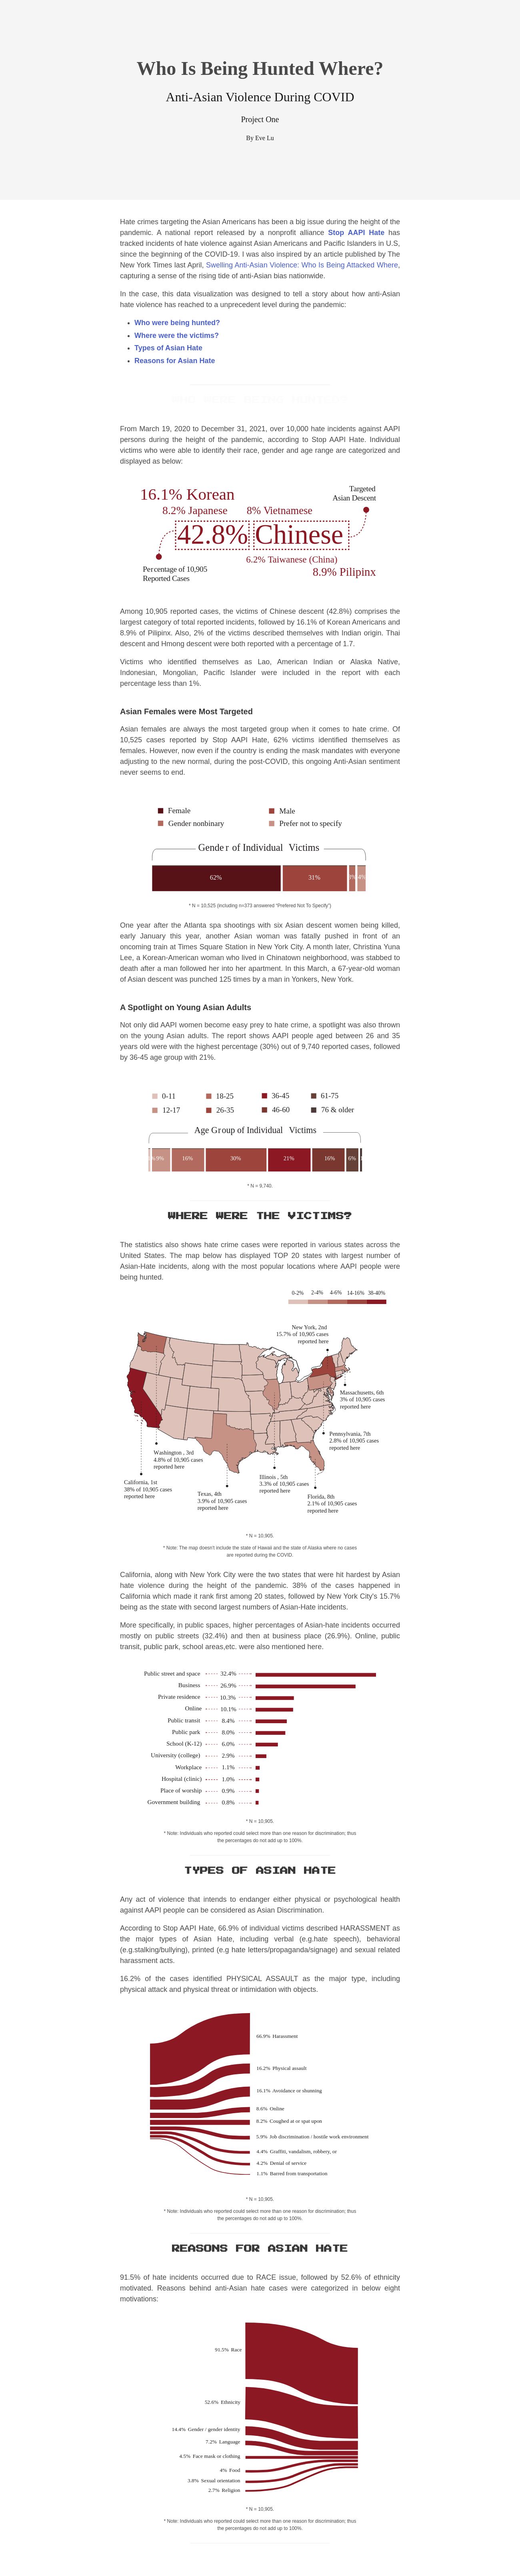 Who Is Being Hunted Where?
Anti-Asian Violence During COVID
Project One
By Eve Lu
Hate crimes targeting the Asian Americans has been a big issue during the height of the
pandemic. A national report released by a nonprofit alliance Stop AAPI Hate has
tracked incidents of hate violence against Asian Americans and Pacific Islanders in U.S,
since the beginning of the COVID-19. I was also inspired by an article published by The
New York Times last April, Swelling Anti-Asian Violence: Who Is Being Attacked Where,
capturing a sense of the rising tide of anti-Asian bias nationwide.
In the case, this data visualization was designed to tell a story about how anti-Asian
hate violence has reached to a unprecedent level during the pandemic:
• Who were being hunted?
• Where were the victims?
• Types of Asian Hate
• Reasons for Asian Hate
From March 19, 2020 to December 31, 2021, over 10,000 hate incidents against AAPI
persons during the height of the pandemic, according to Stop AAPI Hate. Individual
victims who were able to identify their race, gender and age range are categorized and
displayed as below:
Targeted
Asian Descent
16.1% Korean
8.2% Japanese
8% Vietnamese
42.8% Chinese
6.2% Taiwanese (China)
8.9% Pilipinx
Percentage of 10,905
Reported Cases
Among 10,905 reported cases, the victims of Chinese descent (42.8%) comprises the
largest category of total reported incidents, followed by 16.1% of Korean Americans and
8.9% of Pilipinx. Also, 2% of the victims described themselves with Indian origin. Thai
descent and Hmong descent were both reported with a percentage of 1.7.
Victims who identified themselves as Lao, American Indian or Alaska Native,
Indonesian, Mongolian, Pacific Islander were included in the report with each
percentage less than 1%.
Asian Females were Most Targeted
Asian females are always the most targeted group when it comes to hate crime. Of
10,525 cases reported by Stop AAPI Hate, 62% victims identified themselves as
females. However, now even if the country is ending the mask mandates with everyone
adjusting to the new normal, during the post-COVID, this ongoing Anti-Asian sentiment
never seems to end.
Female
Male
Gender nonbinary
Prefer not to specify
Gender of Individual Victims
62%
31%
* N = 10,525 (including n=373 answered "Prefered Not To Specify")
One year after the Atlanta spa shootings with six Asian descent women being killed,
early January this year, another Asian woman was fatally pushed in front of an
oncoming train at Times Square Station in New York City. A month later, Christina Yuna
Lee, a Korean-American woman who lived in Chinatown neighborhood, was stabbed to
death after a man followed her into her apartment. In this March, a 67-year-old woman
of Asian descent was punched 125 times by a man in Yonkers, New York.
A Spotlight on Young Asian Adults
Not only did AAPI women become easy prey to hate crime, a spotlight was also thrown
on the young Asian adults. The report shows AAPI people aged between 26 and 35
years old were with the highest percentage (30%) out of 9,740 reported cases, followed
by 36-45 age group with 21%.
0-11
18-25
36-45
61-75
12-17
26-35
46-60
76 & older
Age Group of Individual Victims
9%
16%
30%
21%
16%
6%
* N = 9,740.
WHERE WERE THE VICTIMS?
The statistics also shows hate crime cases were reported in various states across the
United States. The map below has displayed TOP 20 states with largest number of
Asian-Hate incidents, along with the most popular locations where AAPI people were
being hunted.
0-2% 2-4% 4-6% 14-16% 38-40%
New York, 2nd
15.7% of 10,905 cases
reported here
Massachusetts, 6th
3% of 10,905 cases
reported here
Pennsylvania, 7th
2.8% of 10,905 cases
reported here
Washington , 3rd
4.8% of 10,905 cases
reported here
California, 1st
38% of 10,905 cases
reported here
Texas, 4th
3.9% of 10,905 cases
reported here
Illinois , 5th
3.3% of 10,905 cases
reported here
Florida, 8th
2.1% of 10,905 cases
reported here
* N = 10,905.
* Note: The map doesn't include the state of Hawaii and the state of Alaska where no cases
are reported during the COVID.
California, along with New York City were the two states that were hit hardest by Asian
hate violence during the height of the pandemic. 38% of the cases happened in
California which made it rank first among 20 states, followed by New York City's 15.7%
being as the state with second largest numbers of Asian-Hate incidents.
More specifically, in public spaces, higher percentages of Asian-hate incidents occurred
mostly on public streets (32.4%) and then at business place (26.9%). Online, public
transit, public park, school areas,etc. were also mentioned here.
Public street and space 32.4%
Business 26.9%
Private residence 10.3%
Online 10.1%
Public transit 8.4%
Public park 8.0%
School (K-12) 6.0%
University (college) 2.9%
Workplace 1.1%
Hospital (clinic) 1.0%
Place of worship 0.9%
Government building 0.8%
* N = 10,905.
* Note: Individuals who reported could select more than one reason for discrimination; thus
the percentages do not add up to 100%.
TYPES OF ASIAN HATE
Any act of violence that intends to endanger either physical or psychological health
against AAPI people can be considered as Asian Discrimination.
According to Stop AAPI Hate, 66.9% of individual victims described HARASSMENT as
the major types of Asian Hate, including verbal (e.g.hate speech), behavioral
(e.g.stalking/bullying), printed (e.g hate letters/propaganda/signage) and sexual related
harassment acts.
16.2% of the cases identified PHYSICAL ASSAULT as the major type, including
physical attack and physical threat or intimidation with objects.
66.9% Harassment
16.2% Physical assault
16.1% Avoidance or shunning
8.6% Online
8.2% Coughed at or spat upon
5.9% Job discrimination / hostile work environment
4.4% Graffiti, vandalism, robbery, or
4.2% Denial of service
1.1% Barred from transportation
* N = 10,905.
* Note: Individuals who reported could select more than one reason for discrimination; thus
the percentages do not add up to 100%.
REASONS FOR ASIAN HATE
91.5% of hate incidents occurred due to RACE issue, followed by 52.6% of ethnicity
motivated. Reasons behind anti-Asian hate cases were categorized in below eight
motivations:
91.5% Race
52.6% Ethnicity
14.4% Gender / gender identity
7.2% Language
4.5% Face mask or clothing
4% Food
3.8% Sexual orientation
2.7% Religion
* N = 10,905.
* Note: Individuals who reported could select more than one reason for discrimination; thus
the percentages do not add up to 100%.